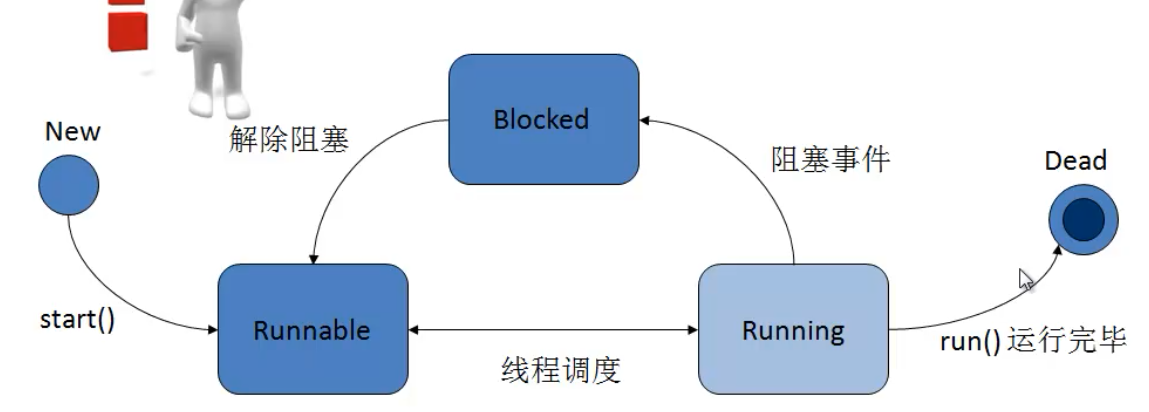 New
解除阻塞
Blocked
阻塞事件
Dead
start()
Runnable
线程调度
Running
run() 运行完毕